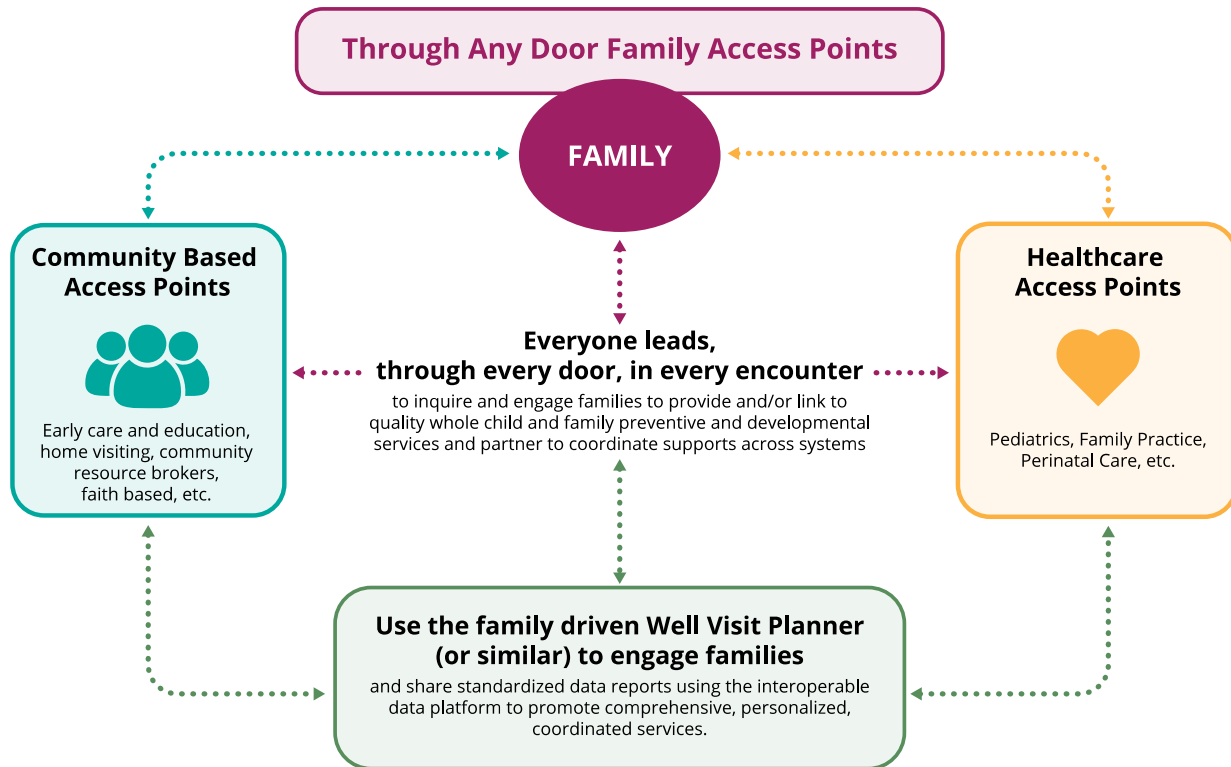 Through Any Door Family Access Points
FAMILY
Community Based
Access Points
Early care and education,
home visiting, community
resource brokers,
faith based, etc.
Everyone leads,
through every door, in every encounter
to inquire and engage families to provide and/or link to
quality whole child and family preventive and developmental
services and partner to coordinate supports across systems
Healthcare
Access Points
Pediatrics, Family Practice,
Perinatal Care, etc.
Use the family driven Well Visit Planner
(or similar) to engage families
and share standardized data reports using the interoperable
data platform to promote comprehensive, personalized,
coordinated services.